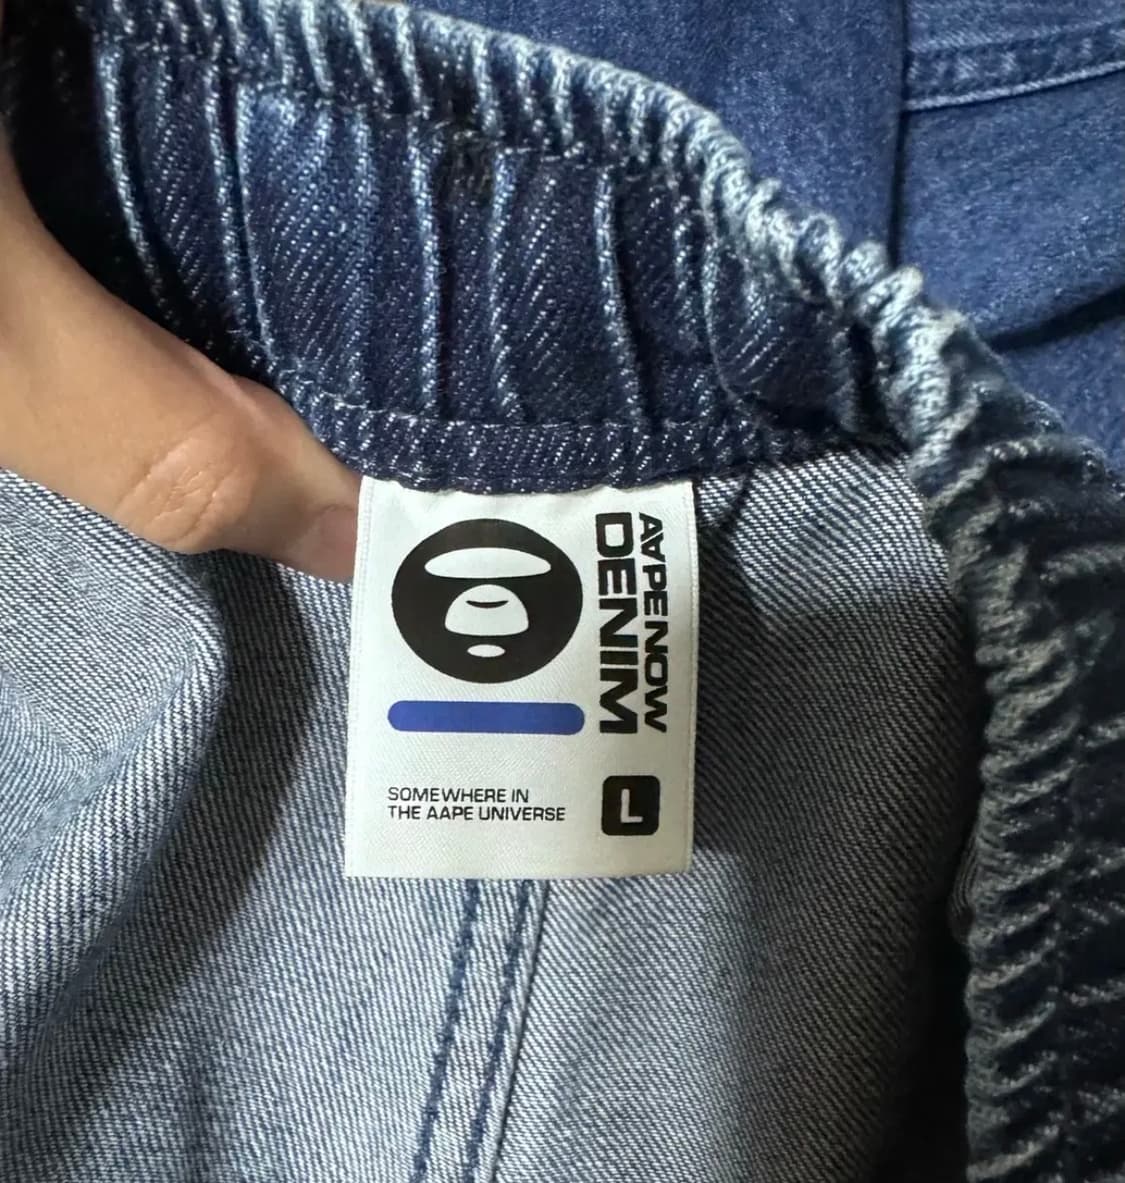 AAPE NOW
DENIM
SOMEWHERE IN
THE AAPE UNIVERSE
L